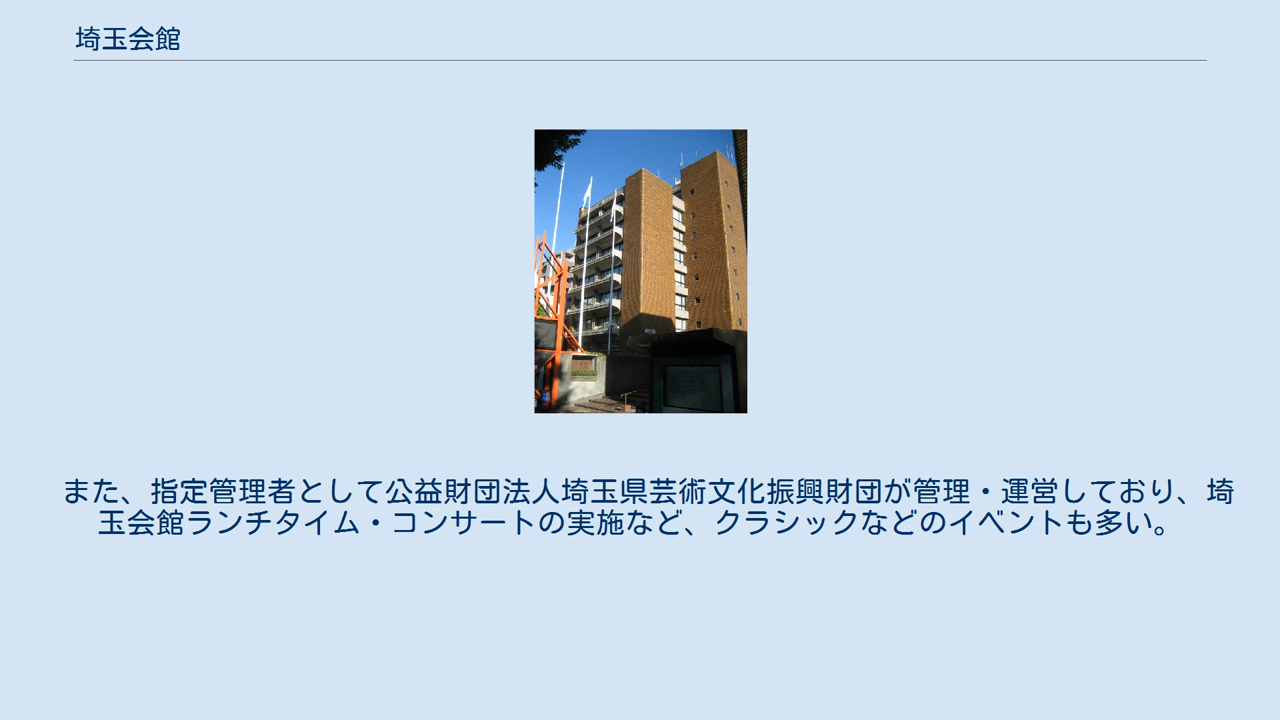 埼玉会館
また、指定管理者として公益財団法人埼玉県芸術文化振興財団が管理・運営しており、埼
玉会館ランチタイム・コンサートの実施など、クラシックなどのイベントも多い。